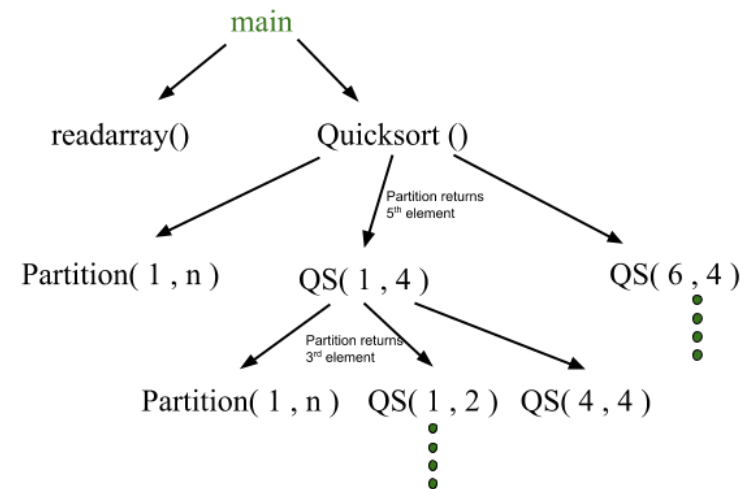 main
readarray()
Quicksort ()
Partition returns
5th element
Partition( 1 , n )
QS( 1 , 4 )
QS( 6 , 4 )
Partition returns
3rd element
Partition( 1 , n )
QS( 1 , 2 )
QS( 4 , 4 )